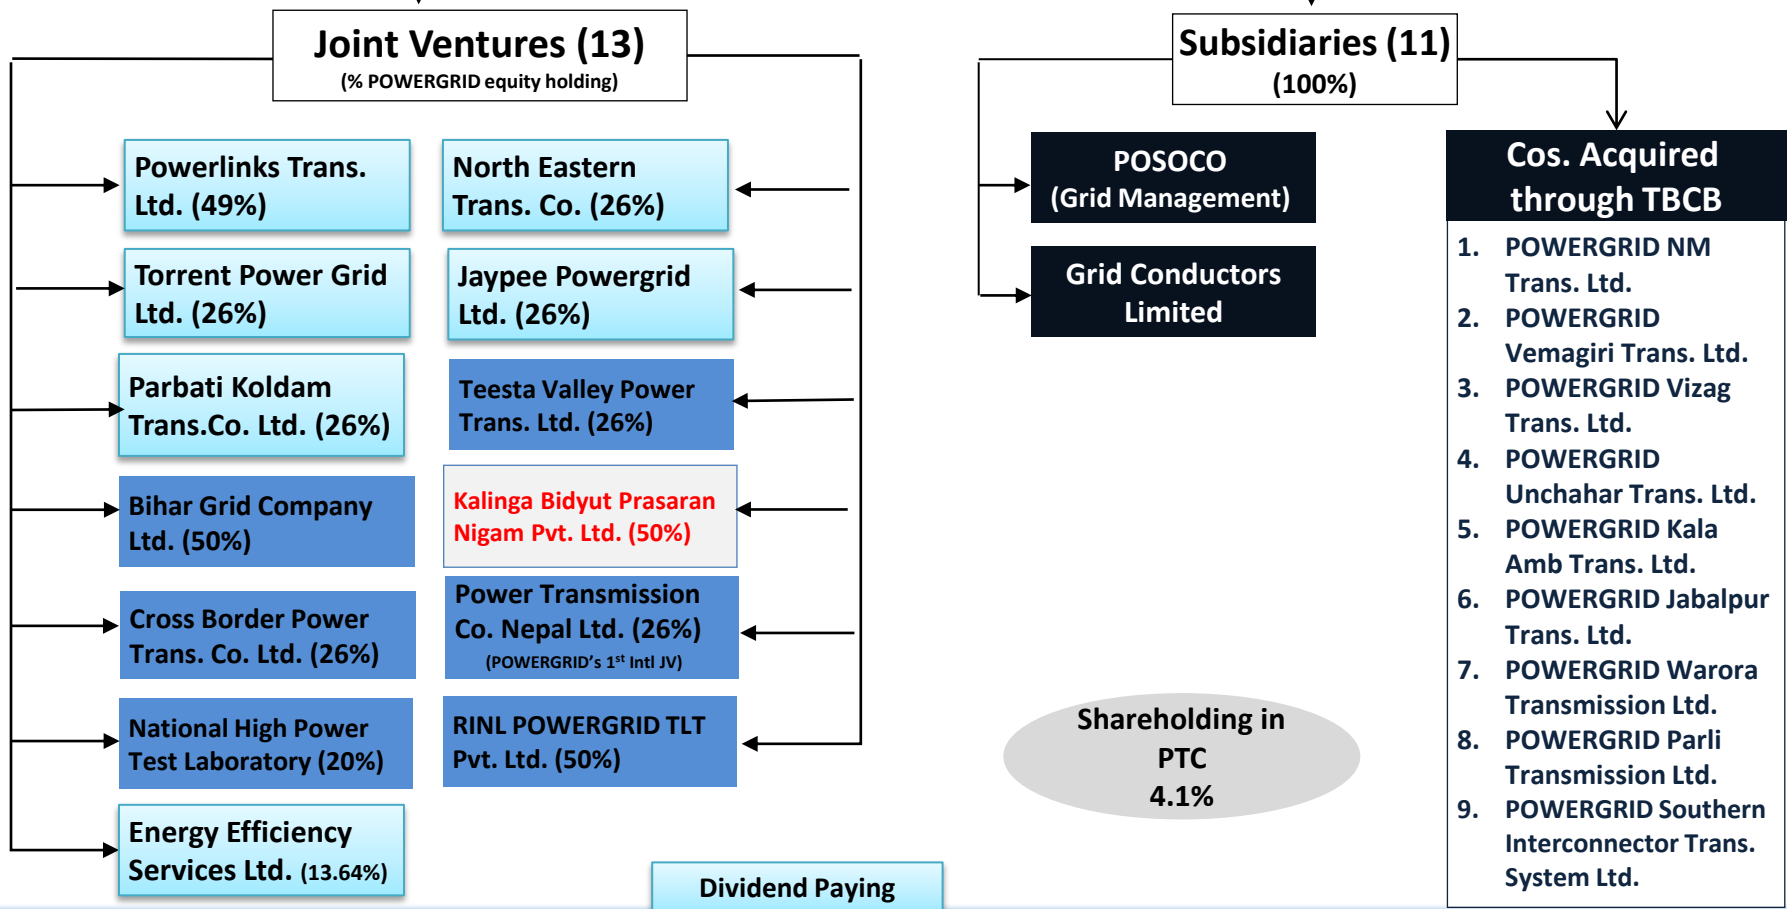 Joint Ventures (13)
(% POWERGRID equity holding)
Powerlinks Trans.
Ltd. (49%)
Torrent Power Grid
Ltd. (26%)
Parbati Koldam
Trans.Co. Ltd. (26%)
Bihar Grid Company
Ltd. (50%)
Cross Border Power
Trans. Co. Ltd. (26%)
National High Power
Test Laboratory (20%)
Energy Efficiency
Services Ltd. (13.64%)
North Eastern
Trans. Co. (26%)
Jaypee Powergrid
Ltd. (26%)
Teesta Valley Power
Trans. Ltd. (26%)
Kalinga Bidyut Prasaran
Nigam Pvt. Ltd. (50%)
Power Transmission
Co. Nepal Ltd. (26%)
(POWERGRID's 1st Intl JV)
RINL POWERGRID TLT
Pvt. Ltd. (50%)
Dividend Paying
Subsidiaries (11)
(100%)
POSOCO
(Grid Management)
Grid Conductors
Limited
Shareholding in
PTC
4.1%
Cos. Acquired
through TBCB
1. POWERGRID NM
Trans. Ltd.
2. POWERGRID
Vemagiri Trans. Ltd.
3. POWERGRID Vizag
Trans. Ltd.
4. POWERGRID
Unchahar Trans. Ltd.
5. POWERGRID Kala
Amb Trans. Ltd.
6. POWERGRID Jabalpur
Trans. Ltd.
7. POWERGRID Warora
Transmission Ltd.
8. POWERGRID Parli
Transmission Ltd.
9. POWERGRID Southern
Interconnector Trans.
System Ltd.